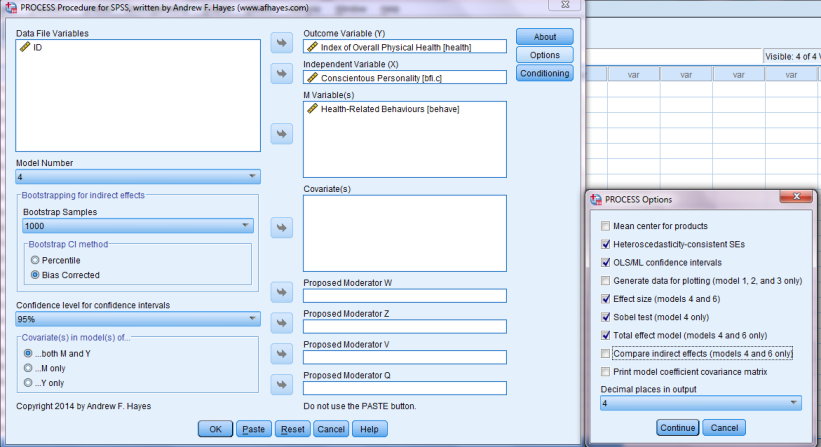 PROCESS Procedure for SPSS, written by Andrew F. Hayes (www.afhayes.com)
Data File Variables
ID
Model Number
4
Bootstrapping for indirect effects
Bootstrap Samples
1000
Bootstrap CI method
Percentile
Bias Corrected
Confidence level for confidence intervals
95%
Covariate(s) in model(s) of...
...both M and Y
...M only
...Y only
Copyright 2014 by Andrew F. Hayes
Outcome Variable (Y)
Index of Overall Physical Health [health]
Independent Variable (X)
Conscientous Personality [bfi.c]
M Variable(s)
Health-Related Behaviours [behave]
Covariate(s)
Proposed Moderator W
Proposed Moderator Z
Proposed Moderator V
Proposed Moderator Q
Do not use the PASTE button.
About
Options
Conditioning
OK Paste Reset Cancel Help
Visible: 4 of 4 V
var var var var
PROCESS Options
Mean center for products
Heteroscedasticity-consistent SEs
OLS/ML confidence intervals
Generate data for plotting (model 1, 2, and 3 only)
Effect size (models 4 and 6)
Sobel test (model 4 only)
Total effect model (models 4 and 6 only)
Compare indirect effects (models 4 and 6 only)
Print model coefficient covariance matrix
Decimal places in output
4
Continue Cancel